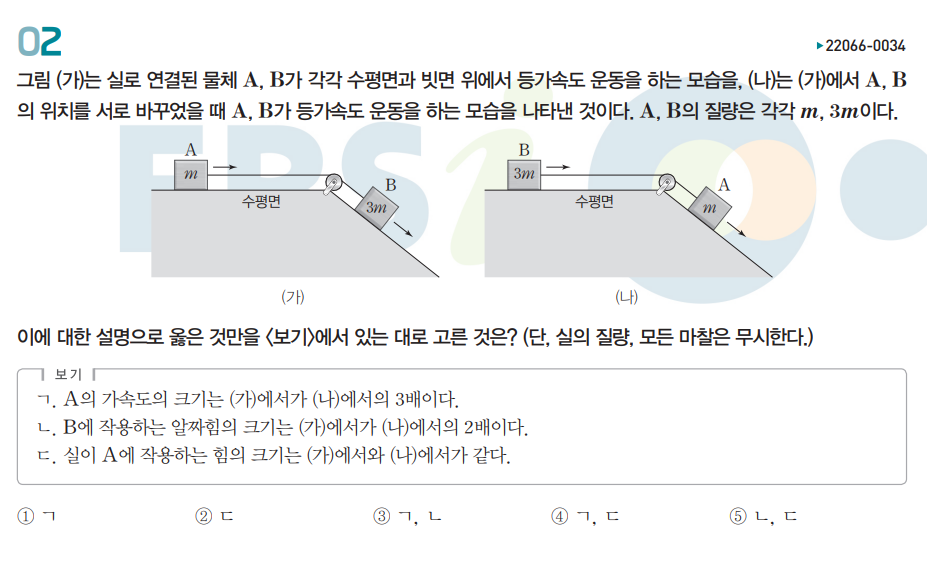 02
▶22066-0034
그림 (가)는 실로 연결된 물체 A, B가 각각 수평면과 빗면 위에서 등가속도 운동을 하는 모습을, (나)는 (가)에서 A, B
의 위치를 서로 바꾸었을 때 A, B가 등가속도 운동을 하는 모습을 나타낸 것이다. A, B의 질량은 각각 m, 3m이다.
A
m
수평면
B
3m
(가)
B
3m
수평면
A
m
(나)
EBSi
이에 대한 설명으로 옳은 것만을 <보기>에서 있는 대로 고른 것은? (단, 실의 질량, 모든 마찰은 무시한다.)
보기
ㄱ. A의 가속도의 크기는 (가)에서가 (나)에서의 3배이다.
ㄴ. B에 작용하는 알짜힘의 크기는 (가)에서가 (나)에서의 2배이다.
ㄷ. 실이 A에 작용하는 힘의 크기는 (가)에서와 (나)에서가 같다.
① ㄱ ② ㄷ ③ ㄱ, ㄴ ④ ㄱ, ㄷ ⑤ ㄴ, ㄷ